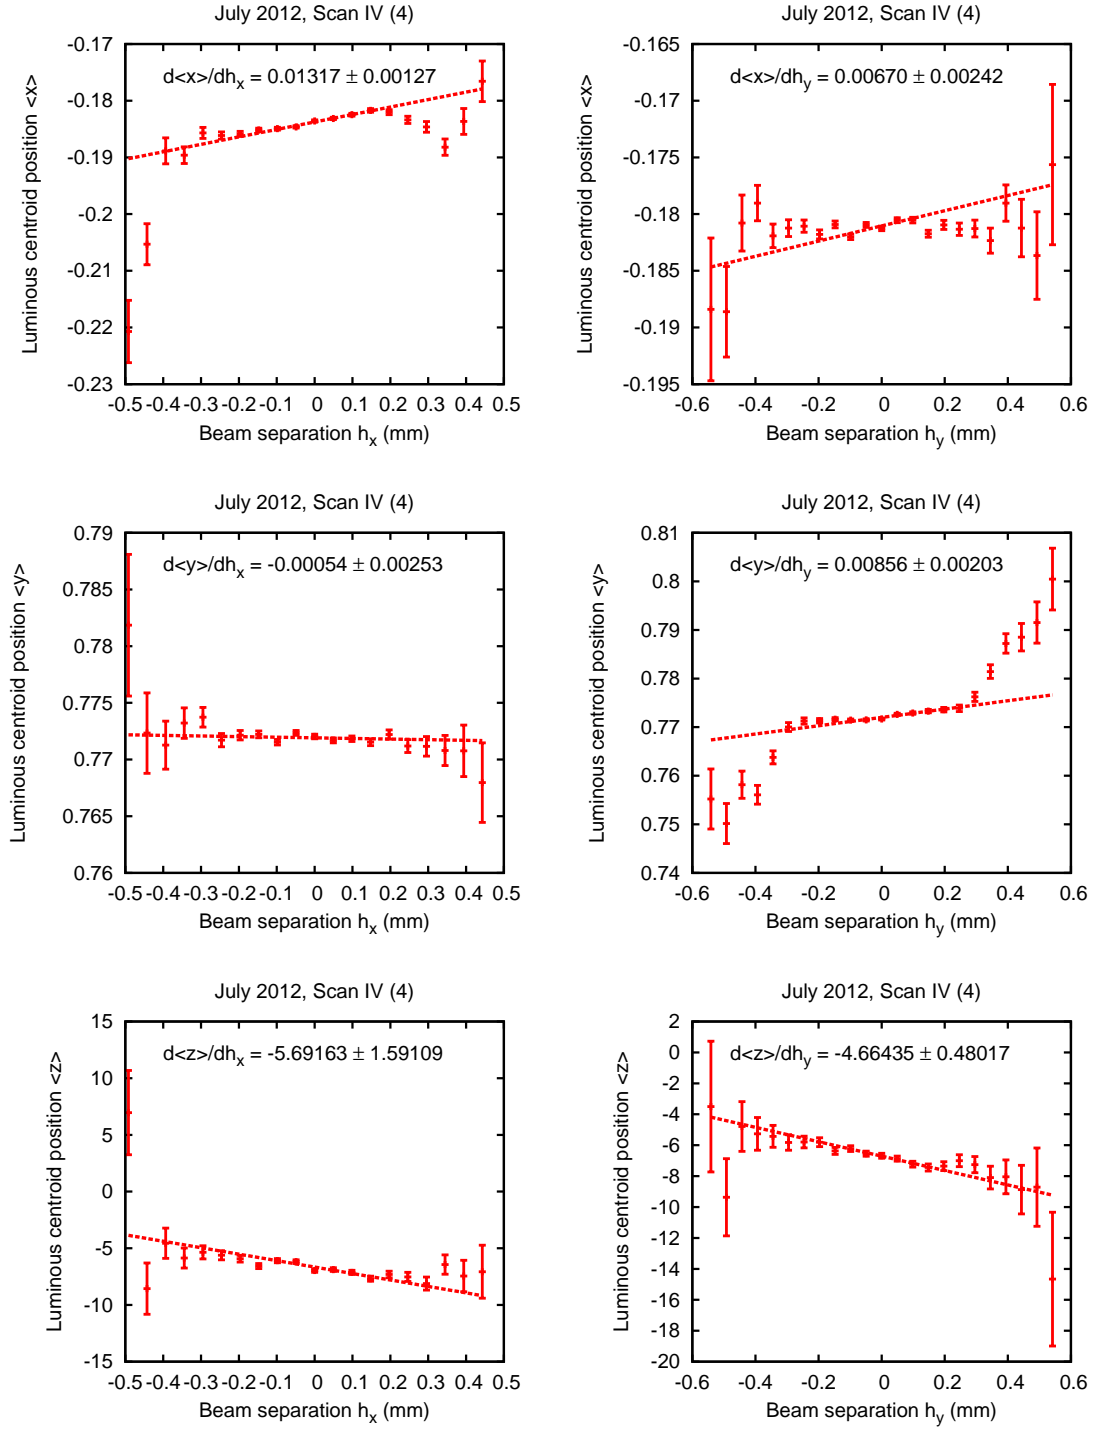 July 2012, Scan IV (4)
d<x>/dh_x = 0.01317 ± 0.00127
Luminous centroid position <x>
-0.17
-0.18
-0.19
-0.2
-0.21
-0.22
-0.23
-0.5 -0.4 -0.3 -0.2 -0.1 0 0.1 0.2 0.3 0.4 0.5
Beam separation h_x (mm)
July 2012, Scan IV (4)
d<x>/dh_y = 0.00670 ± 0.00242
Luminous centroid position <x>
-0.165
-0.17
-0.175
-0.18
-0.185
-0.19
-0.195
-0.6 -0.4 -0.2 0 0.2 0.4 0.6
Beam separation h_y (mm)
July 2012, Scan IV (4)
d<y>/dh_x = -0.00054 ± 0.00253
Luminous centroid position <y>
0.79
0.785
0.78
0.775
0.77
0.765
0.76
-0.5 -0.4 -0.3 -0.2 -0.1 0 0.1 0.2 0.3 0.4 0.5
Beam separation h_x (mm)
July 2012, Scan IV (4)
d<y>/dh_y = 0.00856 ± 0.00203
Luminous centroid position <y>
0.81
0.8
0.79
0.78
0.77
0.76
0.75
0.74
-0.6 -0.4 -0.2 0 0.2 0.4 0.6
Beam separation h_y (mm)
July 2012, Scan IV (4)
d<z>/dh_x = -5.69163 ± 1.59109
Luminous centroid position <z>
15
10
5
0
-5
-10
-15
-0.5 -0.4 -0.3 -0.2 -0.1 0 0.1 0.2 0.3 0.4 0.5
Beam separation h_x (mm)
July 2012, Scan IV (4)
d<z>/dh_y = -4.66435 ± 0.48017
Luminous centroid position <z>
2
0
-2
-4
-6
-8
-10
-12
-14
-16
-18
-20
-0.6 -0.4 -0.2 0 0.2 0.4 0.6
Beam separation h_y (mm)